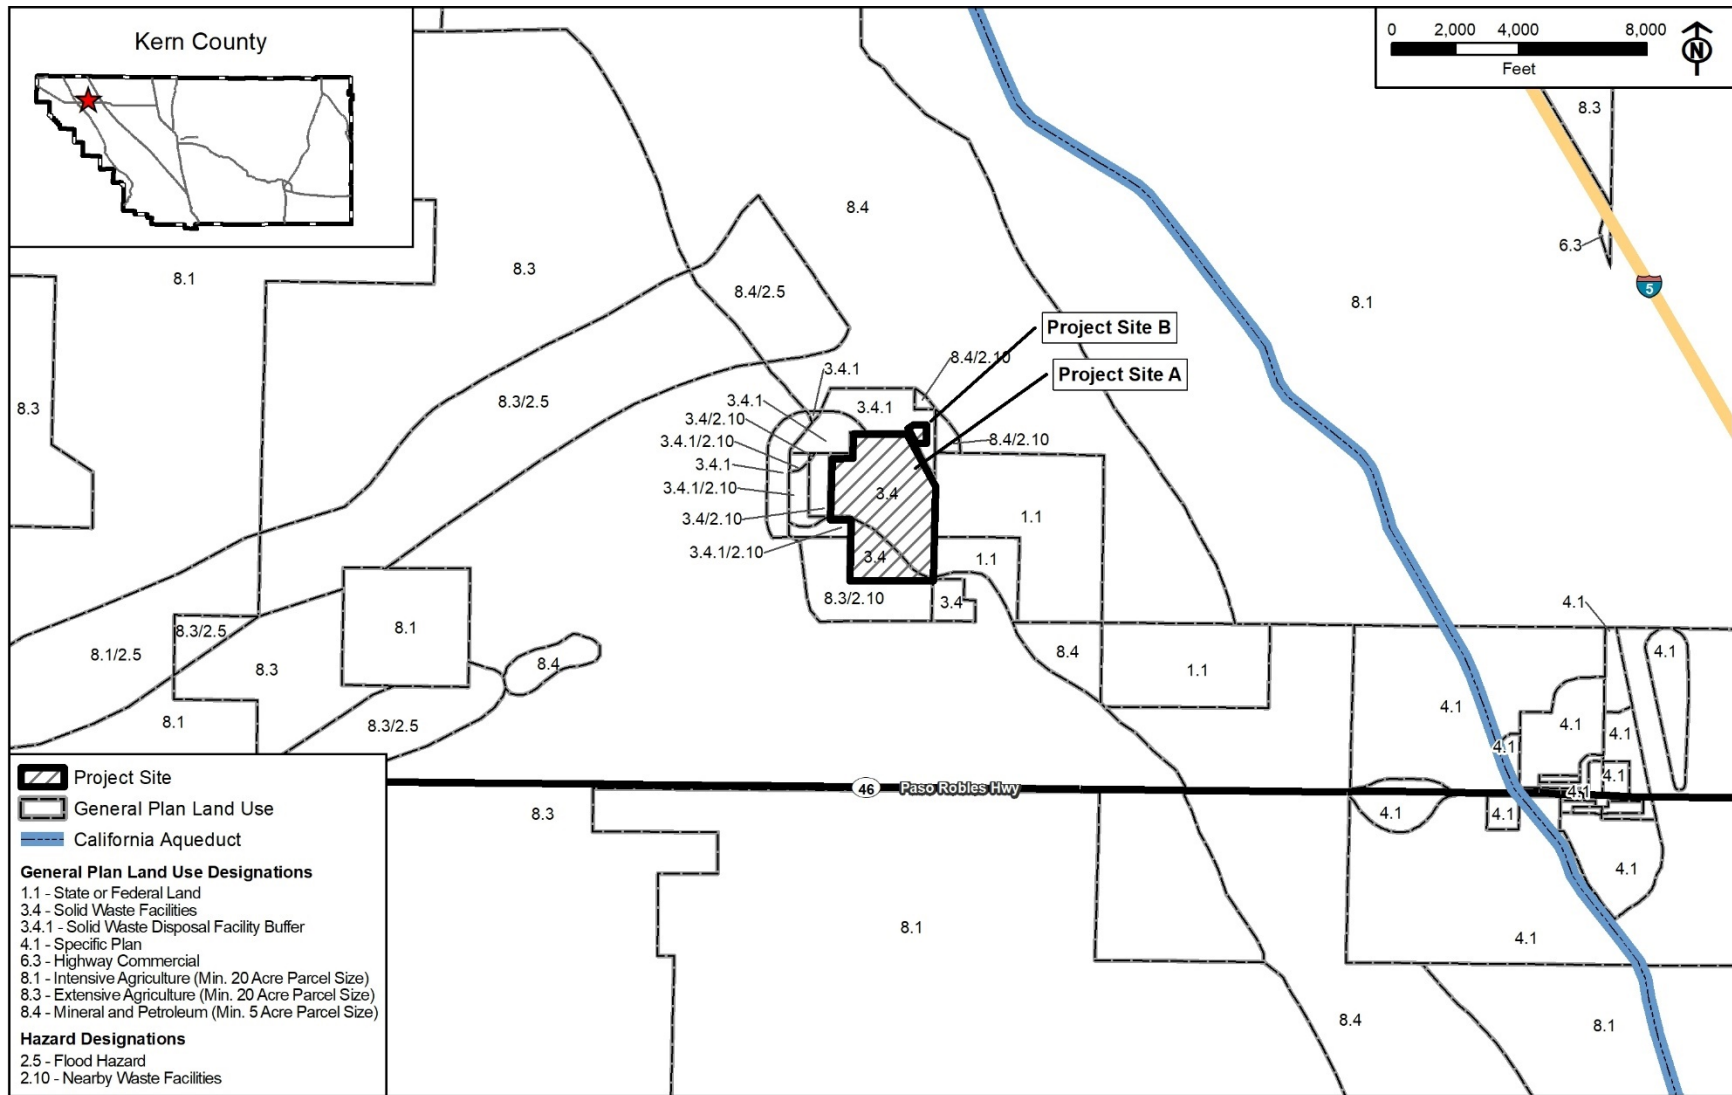 Kern County
0 2,000 4,000 8,000
Feet
N
8.3
6.3
5
8.1
8.4
8.3
8.1
8.4/2.5
Project Site B
Project Site A
8.4/2.10
3.4.1
3.4.1
3.4.1
8.3/2.5
8.3
3.4/2.10
3.4.1/2.10
8.4/2.10
3.4.1
3.4.1/2.10
3.4
3.4/2.10
1.1
3.4.1/2.10
3.4
1.1
8.3/2.10
3.4
4.1
8.1
8.3/2.5
8.1/2.5
8.3
8.4
8.4
1.1
4.1
8.1
8.3/2.5
4.1
4.1
4.1
4.1
4.1
4.1
46 Paso Robles Hwy
8.3
4.1
4.1
4.1
8.1
4.1
8.4
8.1
Project Site
General Plan Land Use
California Aqueduct
General Plan Land Use Designations
1.1 - State or Federal Land
3.4 - Solid Waste Facilities
3.4.1 - Solid Waste Disposal Facility Buffer
4.1 - Specific Plan
6.3 - Highway Commercial
8.1 - Intensive Agriculture (Min. 20 Acre Parcel Size)
8.3 - Extensive Agriculture (Min. 20 Acre Parcel Size)
8.4 - Mineral and Petroleum (Min. 5 Acre Parcel Size)
Hazard Designations
2.5 - Flood Hazard
2.10 - Nearby Waste Facilities